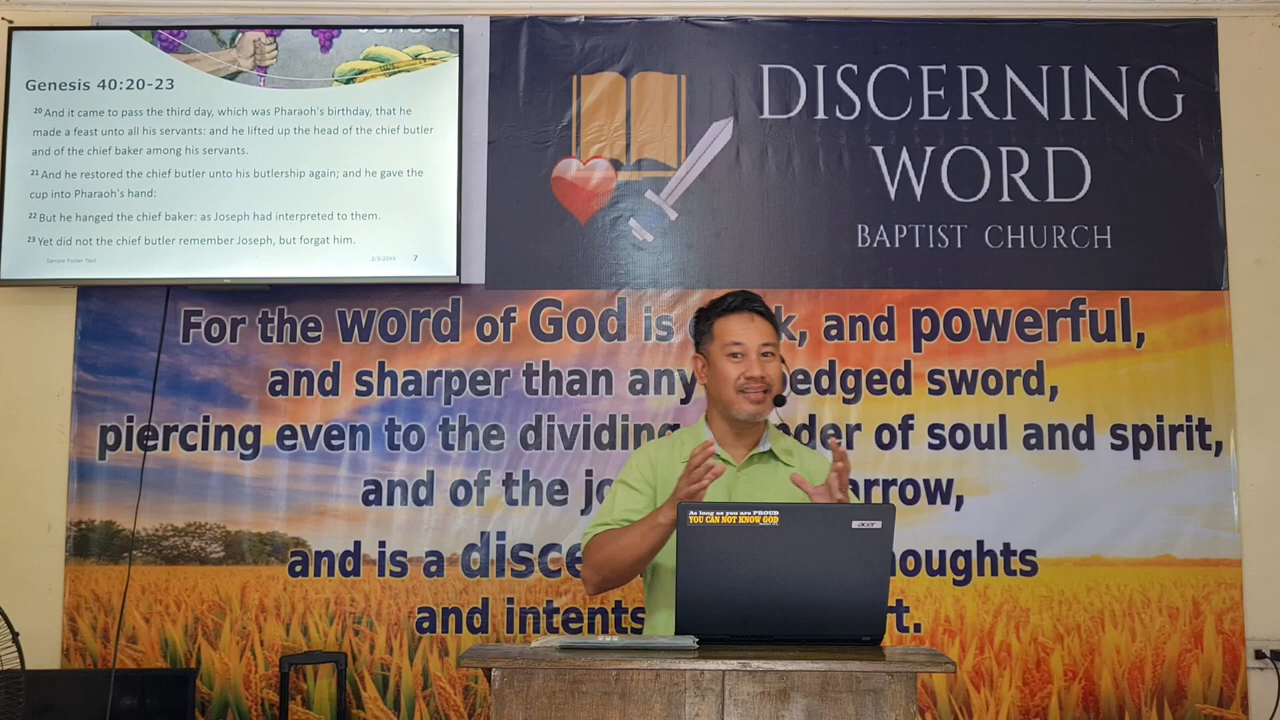 Genesis 40:20-23
20 And it came to pass the third day, which was Pharaoh's birthday, that he
made a feast unto all his servants: and he lifted up the head of the chief butler
and of the chief baker among his servants.
21 And he restored the chief butler unto his butlership again; and he gave the
cup into Pharaoh's hand:
22 But he hanged the chief baker: as Joseph had interpreted to them.
23 Yet did not the chief butler remember Joseph, but forgat him.
Sample Footer Text
2/3/20XX
7
DISCERNING
WORD
BAPTIST CHURCH
For the word of God is k, and powerful,
and sharper than any edged sword,
piercing even to the dividing nder of soul and spirit,
and of the jo arrow,
and is a disce houghts
and intents rt.
As long as you are PROUD
YOU CAN NOT KNOW GOD
acer